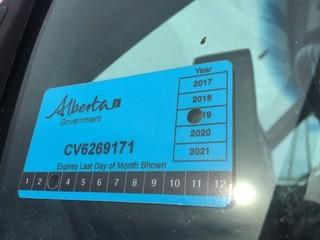 Alberta
Government
Year
2017
2018
19
2020
2021
CV6269171
Expires Last Day of Month Shown
1 2 4 5 6 7 8 9 10 11 12